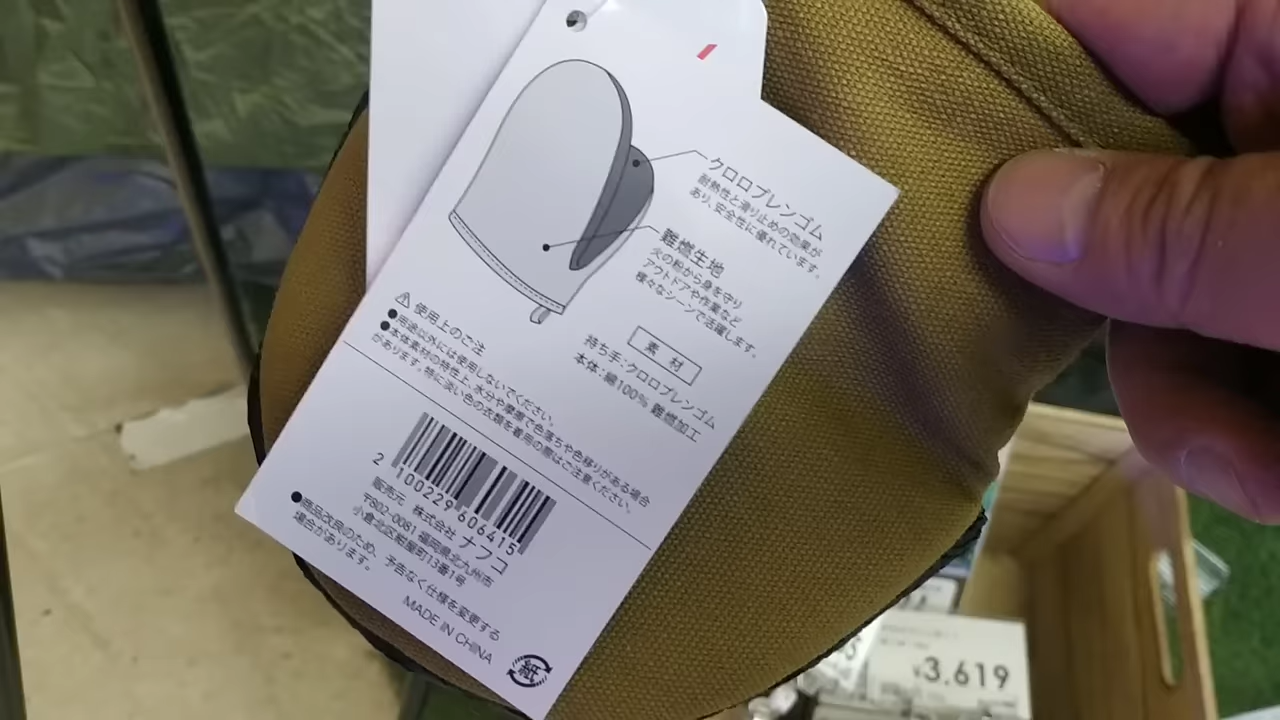 クロロプレンゴム
耐熱性と滑り止めの効果が
あり、安全性に優れています。
難燃生地
火の粉から身を守り
アウトドアや作業など
様々なシーンで活躍します。
素 材
持ち手:クロロプレンゴム
本体:綿100% 難燃加工
⚠ 使用上のご注
●用途以外には使用しないでください。
●本体素材の特性上、水分や摩擦で色落ちや色移りがある場合
があります。特に淡い色の衣類を着用の際はご注意ください。
2 100229 606415
販売元 株式会社 ナフコ
〒802-0081 福岡県北九州市
小倉北区紺屋町13番1号
●商品改良のため、予告なく仕様を変更する
場合があります。
MADE IN CHINA
紙
¥3.619